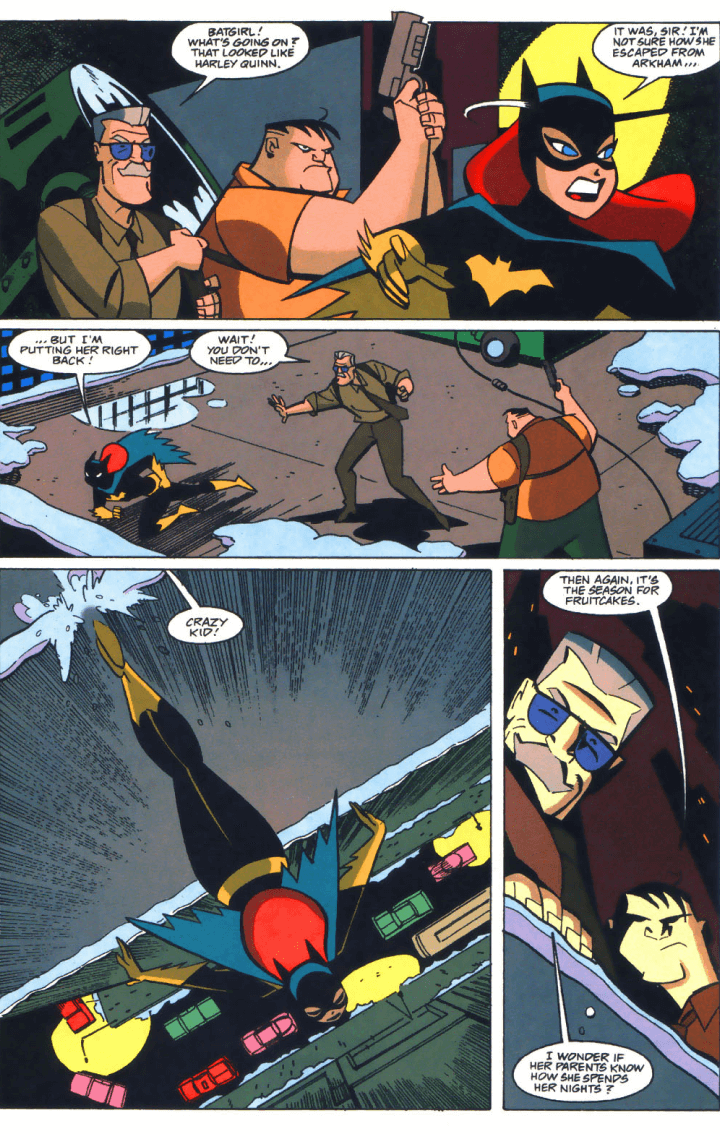 BATGIRL!
WHAT'S GOING ON?
THAT LOOKED LIKE
HARLEY QUINN.
IT WAS, SIR! I'M
NOT SURE HOW SHE
ESCAPED FROM
ARKHAM...
... BUT I'M
PUTTING HER RIGHT
BACK!
WAIT!
YOU DON'T
NEED TO...
CRAZY
KID!
THEN AGAIN, IT'S
THE SEASON FOR
FRUITCAKES.
I WONDER IF
HER PARENTS KNOW
HOW SHE SPENDS
HER NIGHTS?